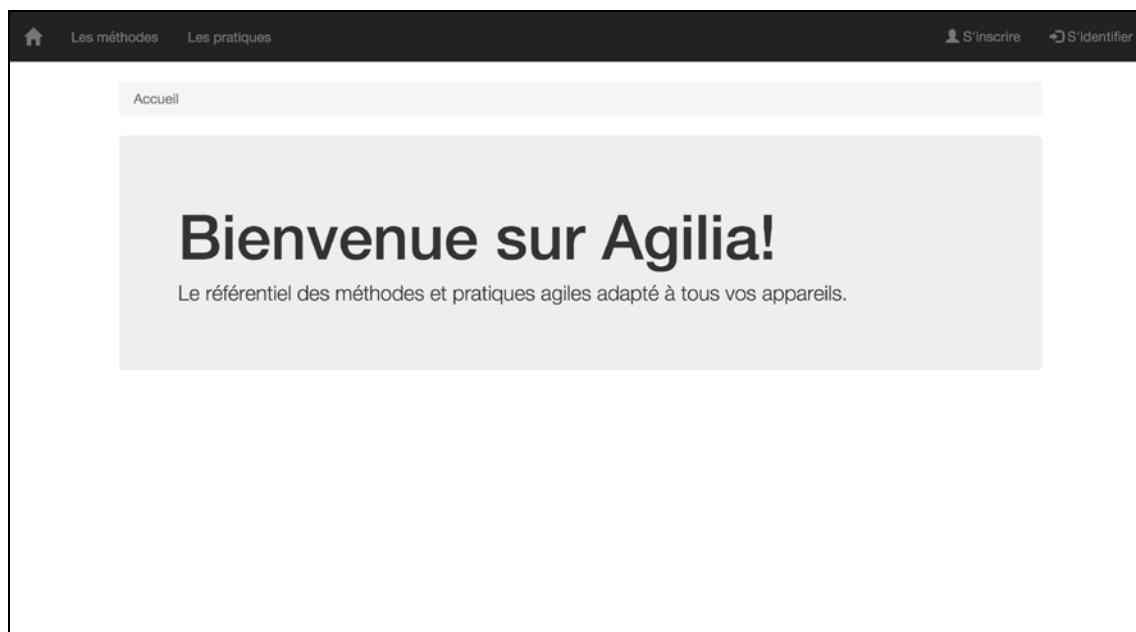 Les méthodes Les pratiques S'inscrire S'identifier
Accueil
Bienvenue sur Agilia!
Le référentiel des méthodes et pratiques agiles adapté à tous vos appareils.